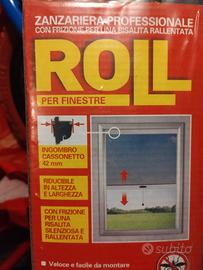 ZANZARIERA PROFESSIONALE
CON FRIZIONE PER UNA RISALITA RALLENTATA
ROLL
PER FINESTRE
INGOMBRO
CASSONETTO
42 mm
RIDUCIBILE
IN ALTEZZA
E LARGHEZZA
CON FRIZIONE
PER UNA
RISALITA
SILENZIOSA E
RALLENTATA
Veloce e facile da montare
subito